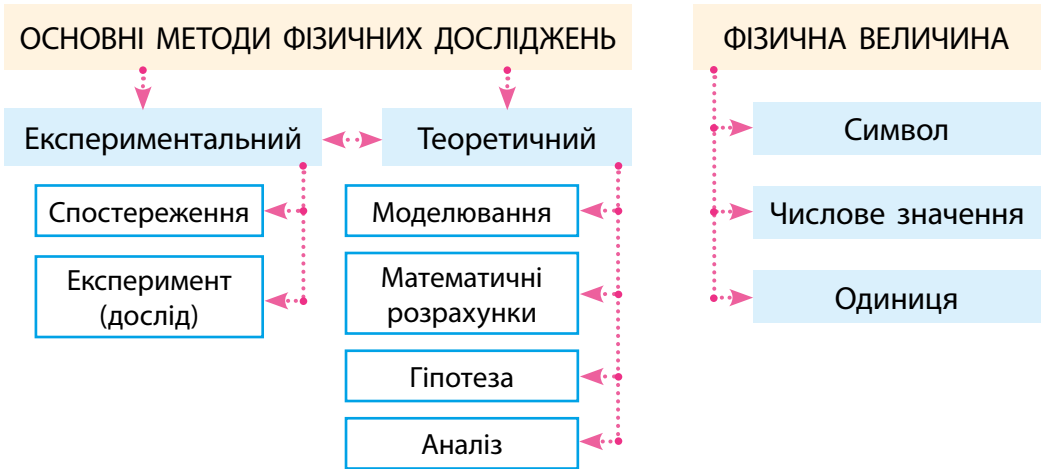 ОСНОВНІ МЕТОДИ ФІЗИЧНИХ ДОСЛІДЖЕНЬ
Експериментальний
Спостереження
Експеримент
(дослід)
Теоретичний
Моделювання
Математичні
розрахунки
Гіпотеза
Аналіз
ФІЗИЧНА ВЕЛИЧИНА
Символ
Числове значення
Одиниця